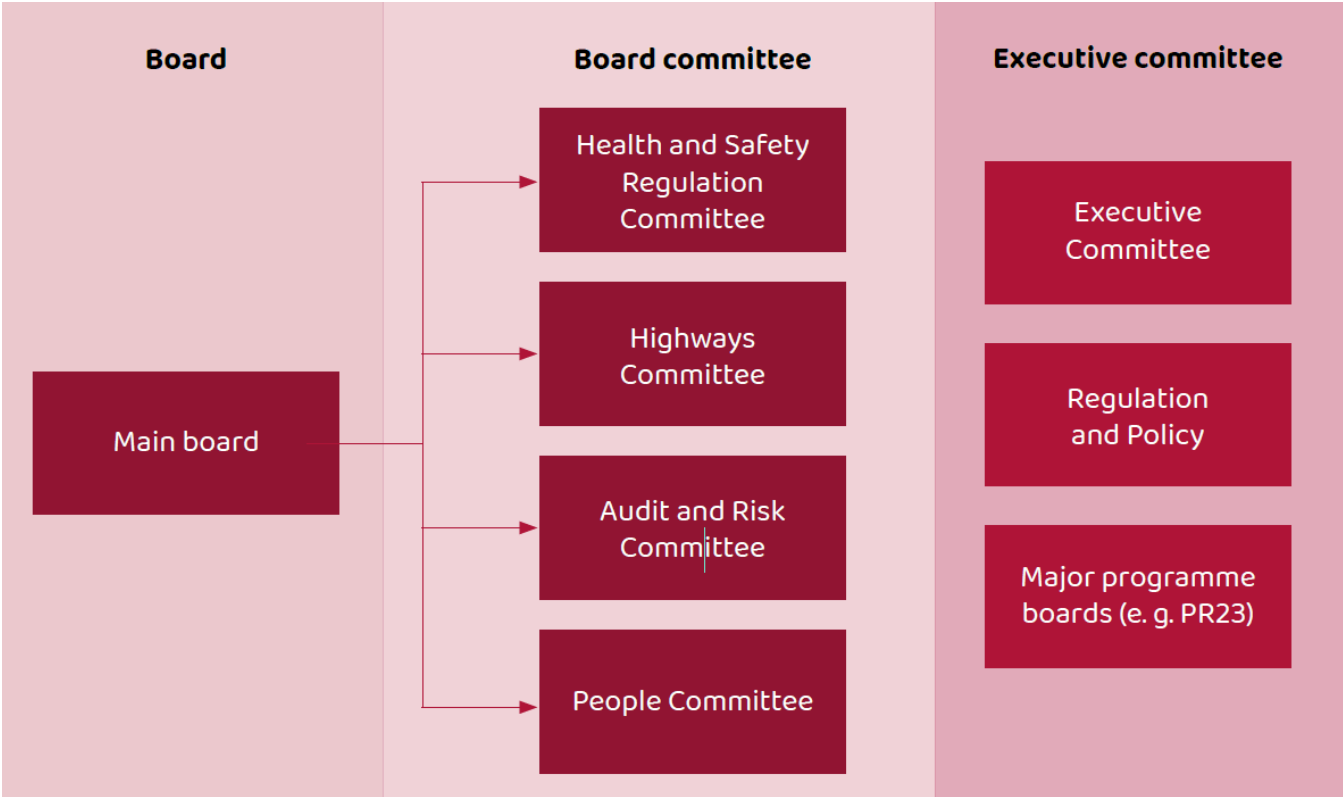 Board
Main board
Board committee
Health and Safety
Regulation
Committee
Highways
Committee
Audit and Risk
Committee
People Committee
Executive committee
Executive
Committee
Regulation
and Policy
Major programme
boards (e. g. PR23)